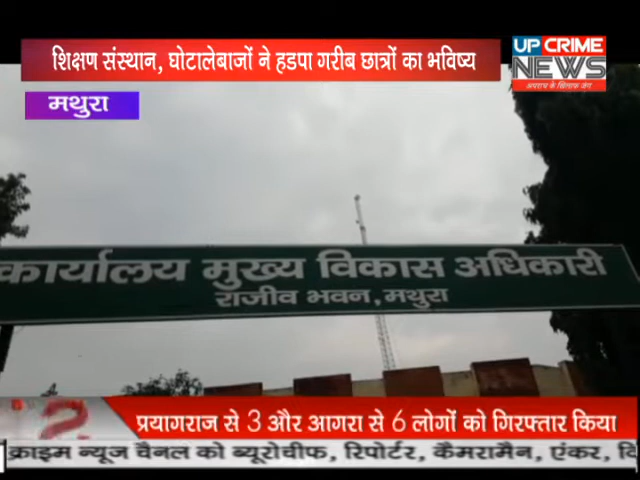 शिक्षण संस्थान, घोटालेबाजों ने हडपा गरीब छात्रों का भविष्य
UP CRIME
NEWS
अपराध के खिलाफ जंग
मथुरा
कार्यालय मुख्य विकास अधिकारी
राजीव भवन, मथुरा
प्रयागराज से 3 और आगरा से 6 लोगों को गिरफ्तार किया
क्राइम न्यूज चैनल को ब्यूरोचीफ, रिपोर्टर, कैमरामैन, एंकर,